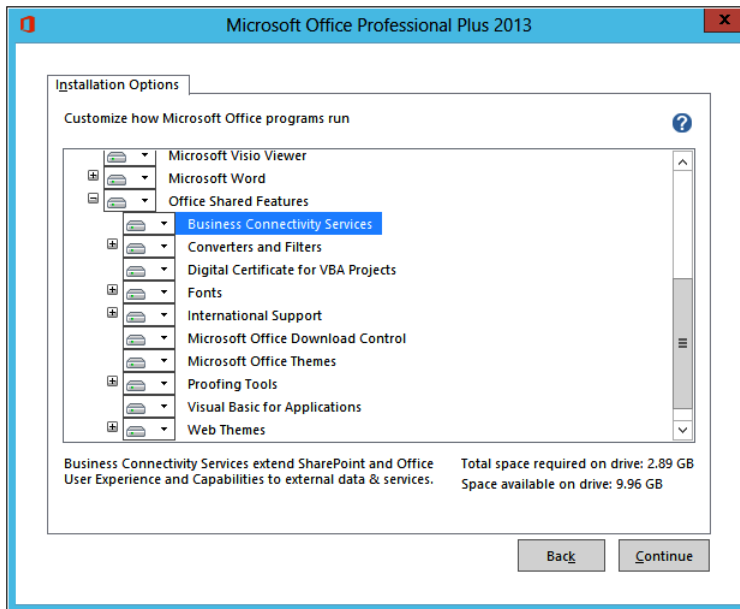 Microsoft Office Professional Plus 2013
x
Installation Options
Customize how Microsoft Office programs run
?
Microsoft Visio Viewer
Microsoft Word
Office Shared Features
Business Connectivity Services
Converters and Filters
Digital Certificate for VBA Projects
Fonts
International Support
Microsoft Office Download Control
Microsoft Office Themes
Proofing Tools
Visual Basic for Applications
Web Themes
Business Connectivity Services extend SharePoint and Office
User Experience and Capabilities to external data & services.
Total space required on drive: 2.89 GB
Space available on drive: 9.96 GB
Back
Continue